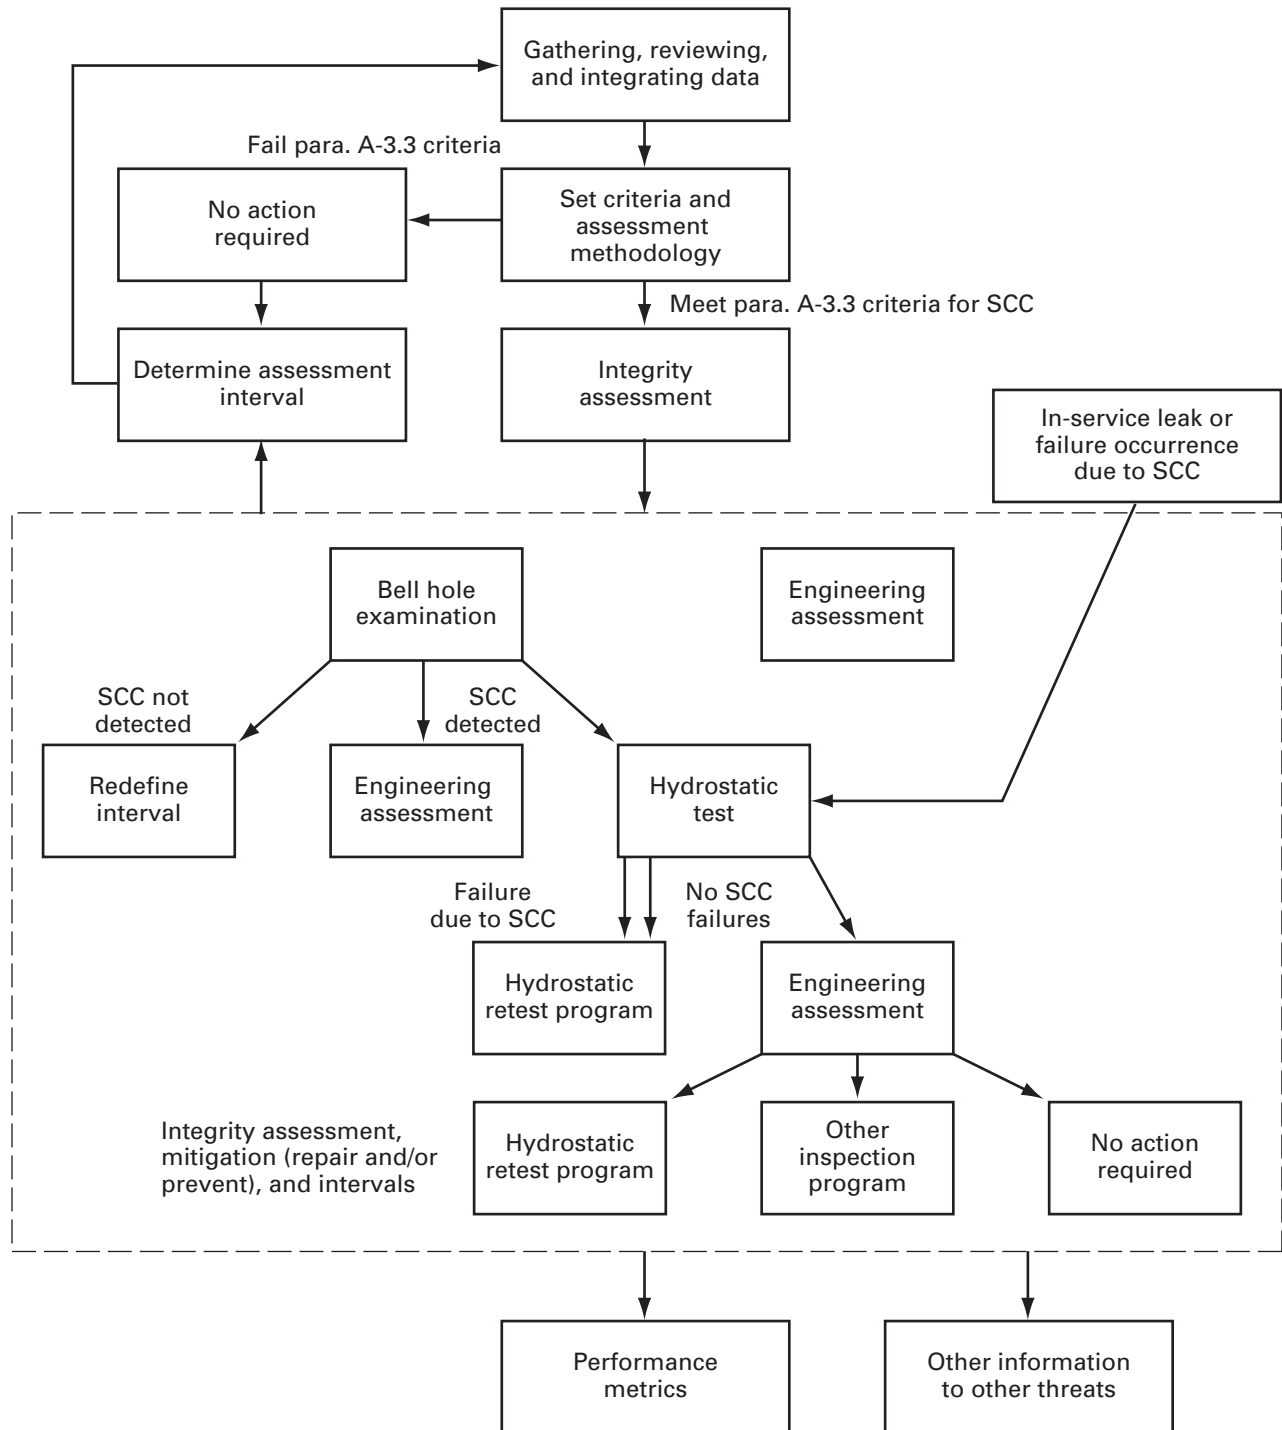 Gathering, reviewing,
and integrating data
Fail para. A-3.3 criteria
No action
required
Set criteria and
assessment
methodology
Meet para. A-3.3 criteria for SCC
Determine assessment
interval
Integrity
assessment
In-service leak or
failure occurrence
due to SCC
Bell hole
examination
Engineering
assessment
SCC not
detected
SCC
detected
Redefine
interval
Engineering
assessment
Hydrostatic
test
Failure
due to SCC
No SCC
failures
Hydrostatic
retest program
Engineering
assessment
Integrity assessment,
mitigation (repair and/or
prevent), and intervals
Hydrostatic
retest program
Other
inspection
program
No action
required
Performance
metrics
Other information
to other threats